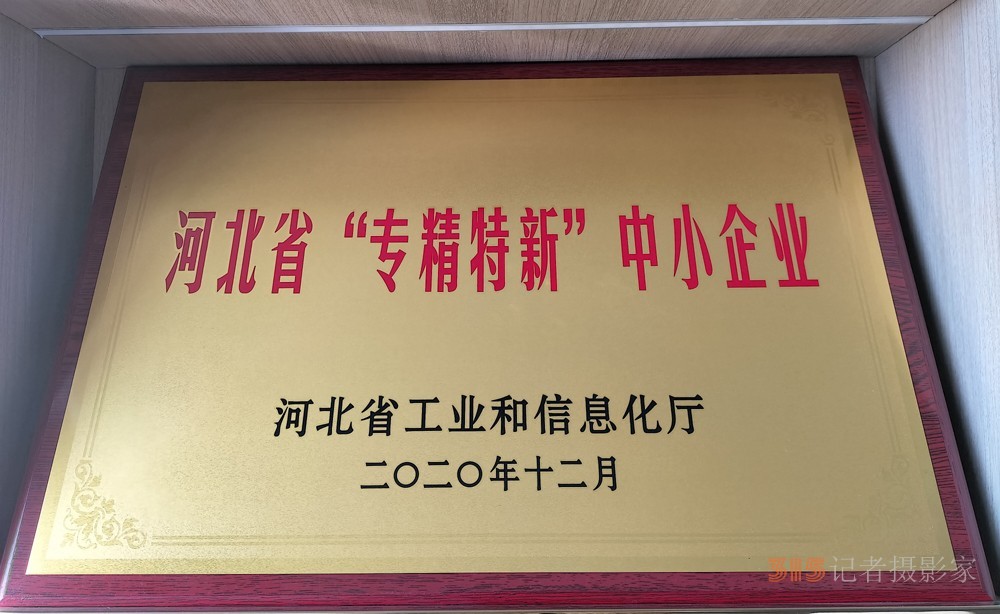 河北省“专精特新”中小企业
河北省工业和信息化厅
二〇二〇年十二月
315记者摄影家